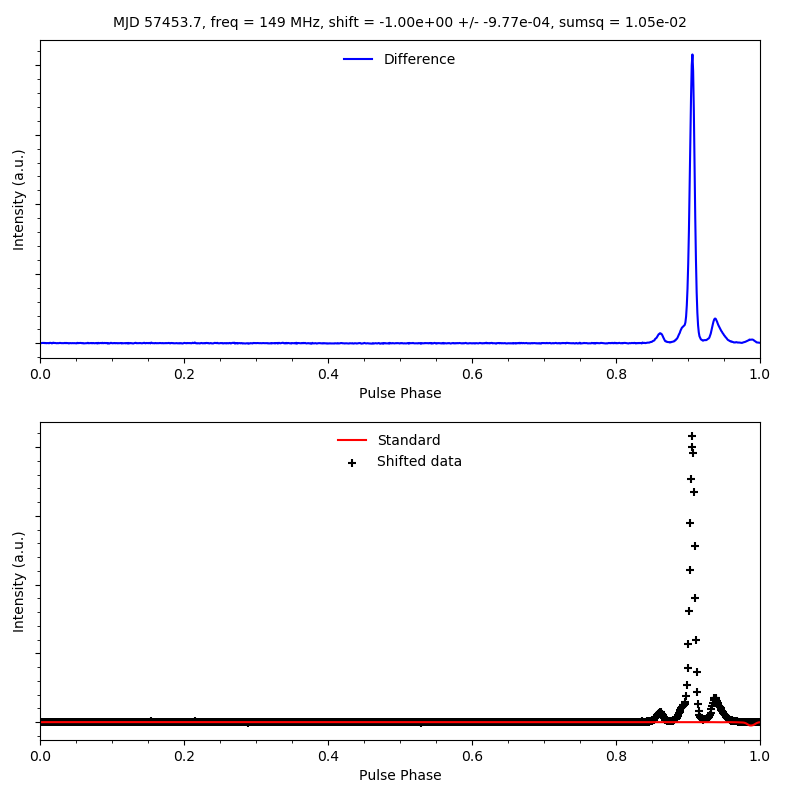 MJD 57453.7, freq = 149 MHz, shift = -1.00e+00 +/- -9.77e-04, sumsq = 1.05e-02
Difference
Intensity (a.u.)
0.0 0.2 0.4 0.6 0.8 1.0
Pulse Phase
Standard
Shifted data
Intensity (a.u.)
0.0 0.2 0.4 0.6 0.8 1.0
Pulse Phase